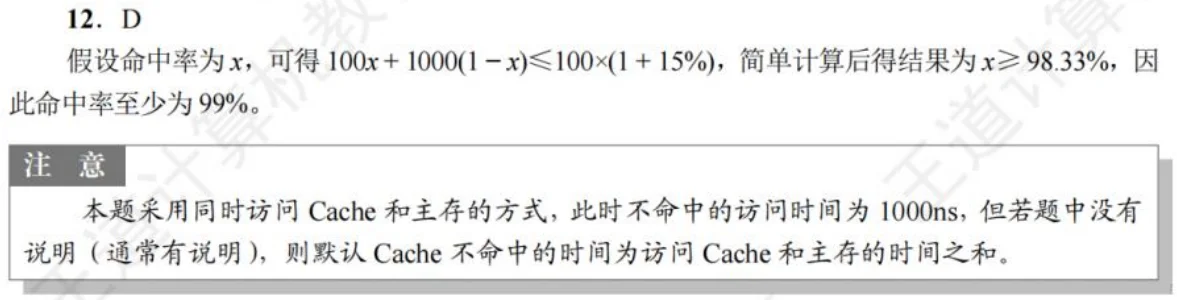 12. D
假设命中率为 x，可得 100x + 1000(1 − x)≤100×(1 + 15%)，简单计算后得结果为 x≥98.33%，因
此命中率至少为 99%。
注 意
本题采用同时访问 Cache 和主存的方式，此时不命中的访问时间为 1000ns，但若题中没有
说明（通常有说明），则默认 Cache 不命中的时间为访问 Cache 和主存的时间之和。